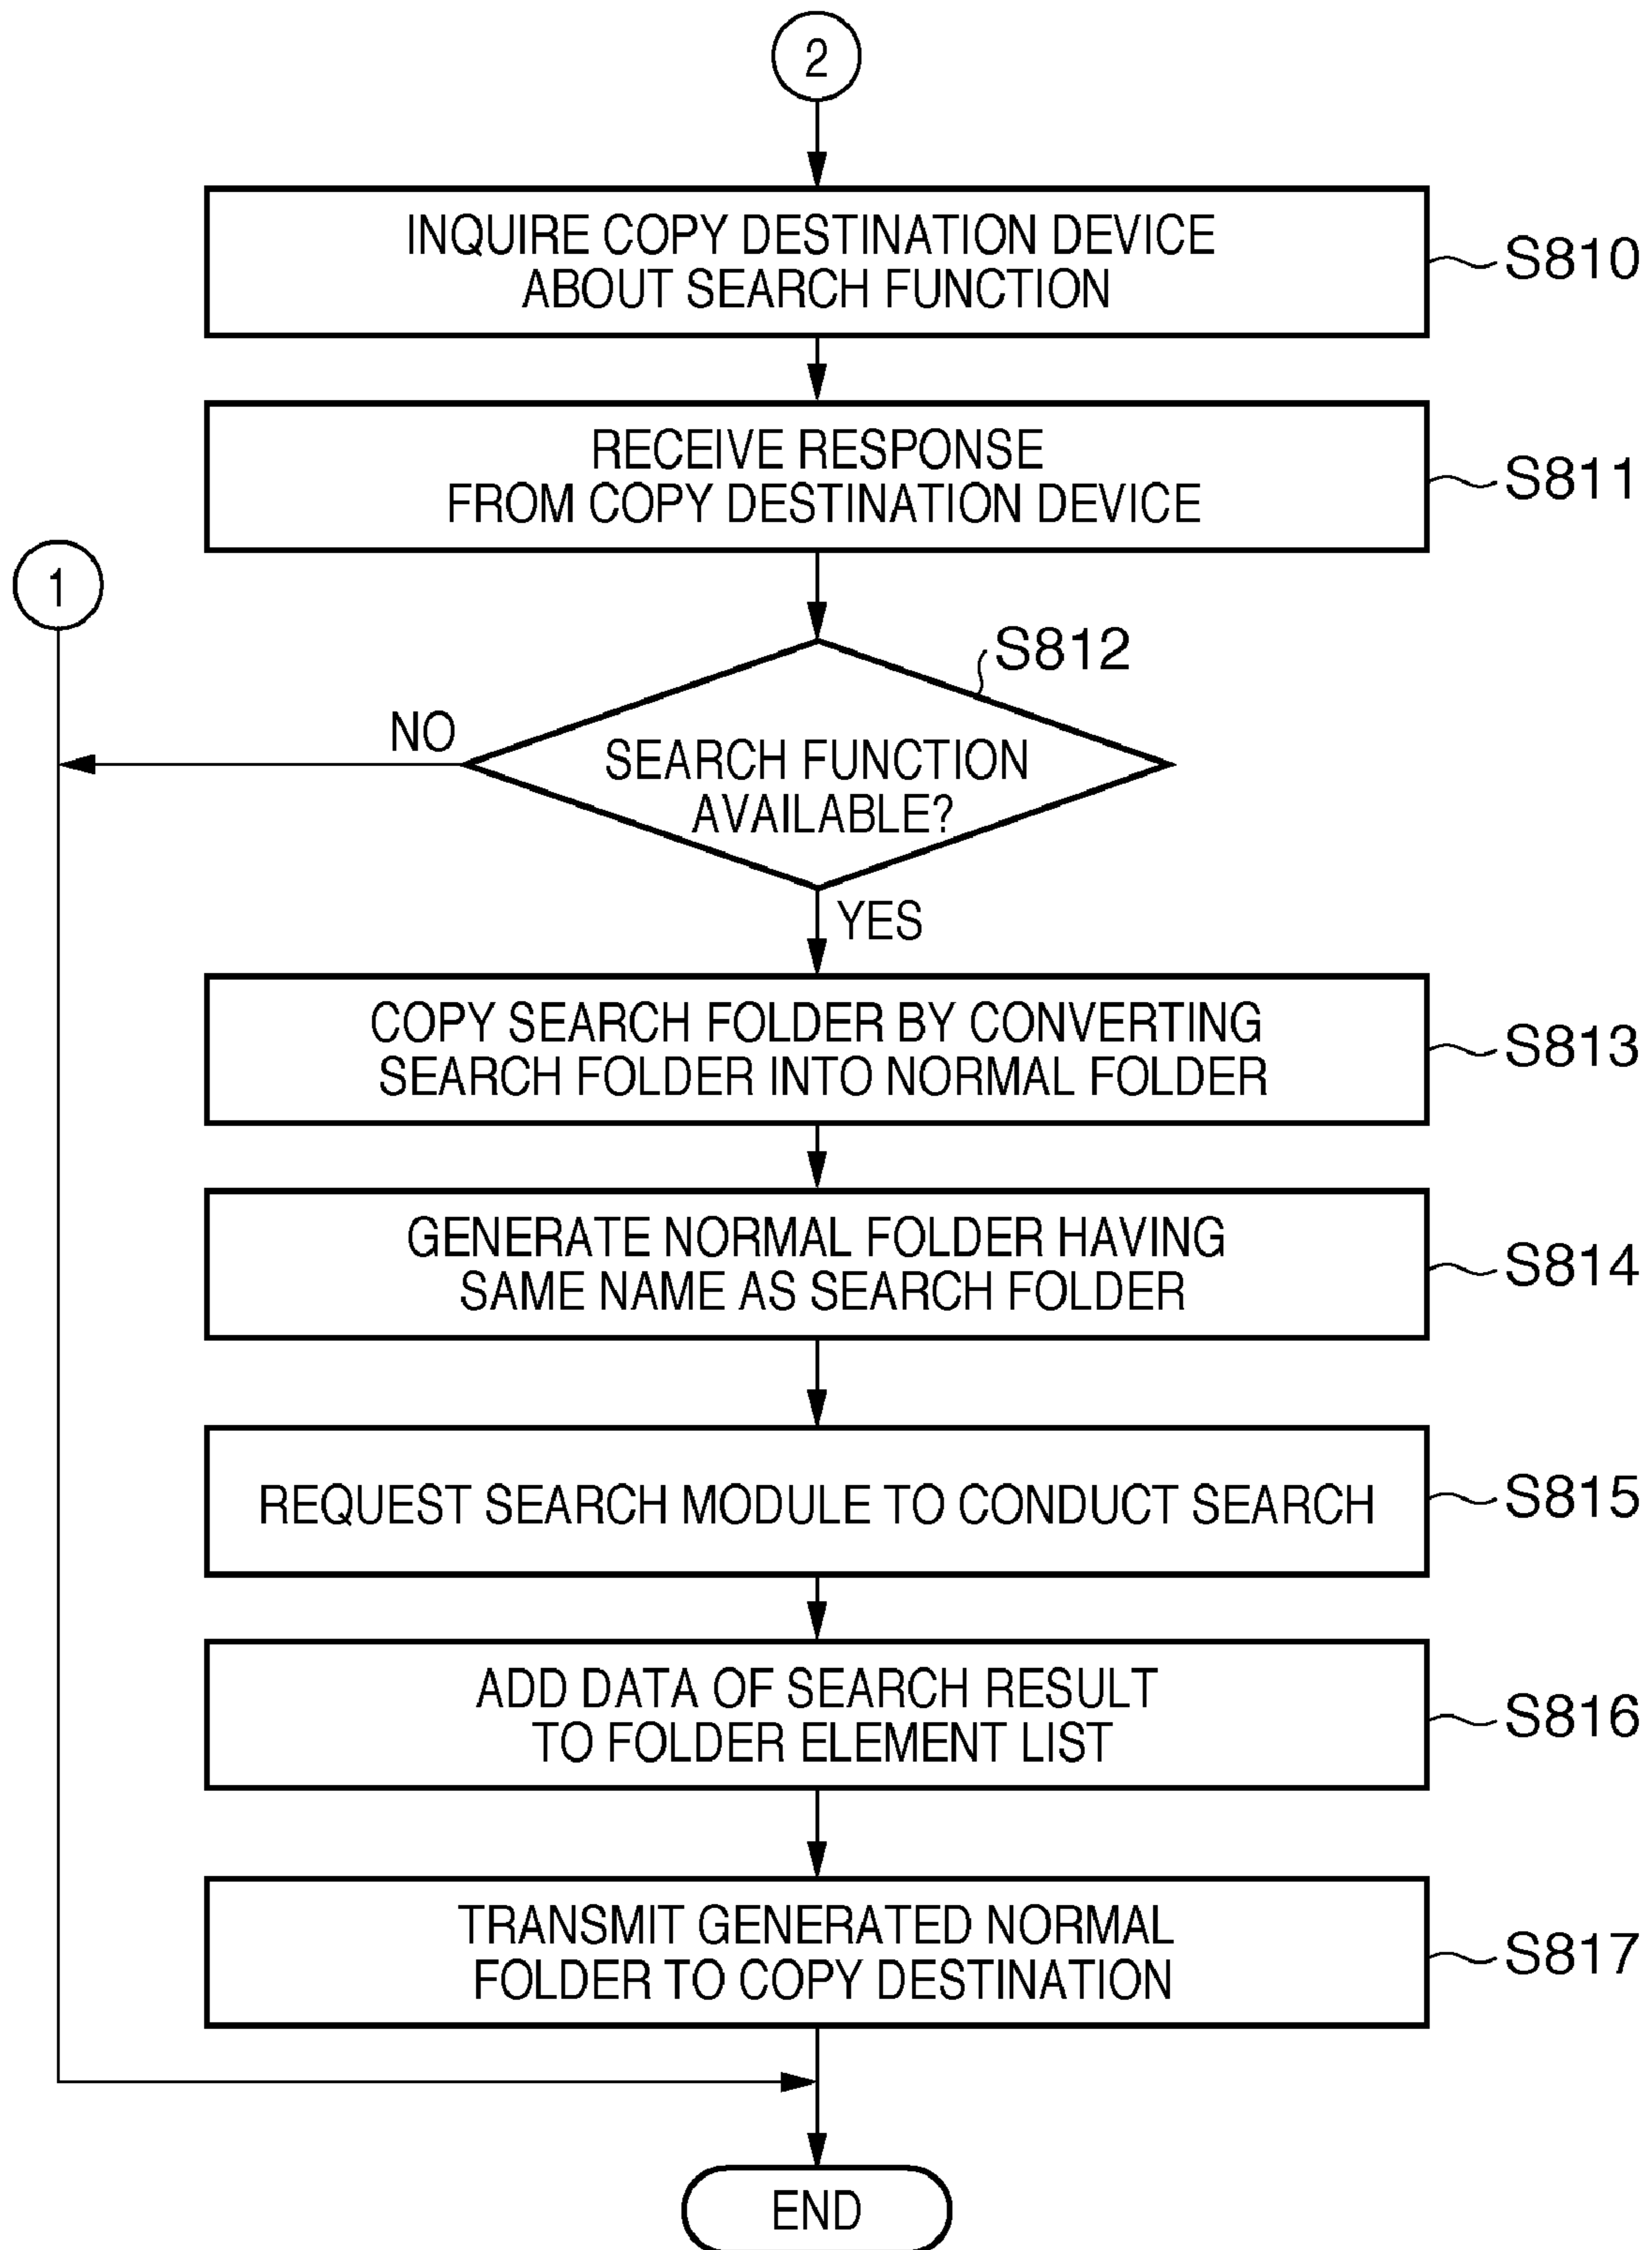 2
INQUIRE COPY DESTINATION DEVICE
ABOUT SEARCH FUNCTION
S810
RECEIVE RESPONSE
FROM COPY DESTINATION DEVICE
S811
1
S812
NO
SEARCH FUNCTION
AVAILABLE?
YES
COPY SEARCH FOLDER BY CONVERTING
SEARCH FOLDER INTO NORMAL FOLDER
S813
GENERATE NORMAL FOLDER HAVING
SAME NAME AS SEARCH FOLDER
S814
REQUEST SEARCH MODULE TO CONDUCT SEARCH
S815
ADD DATA OF SEARCH RESULT
TO FOLDER ELEMENT LIST
S816
TRANSMIT GENERATED NORMAL
FOLDER TO COPY DESTINATION
S817
END